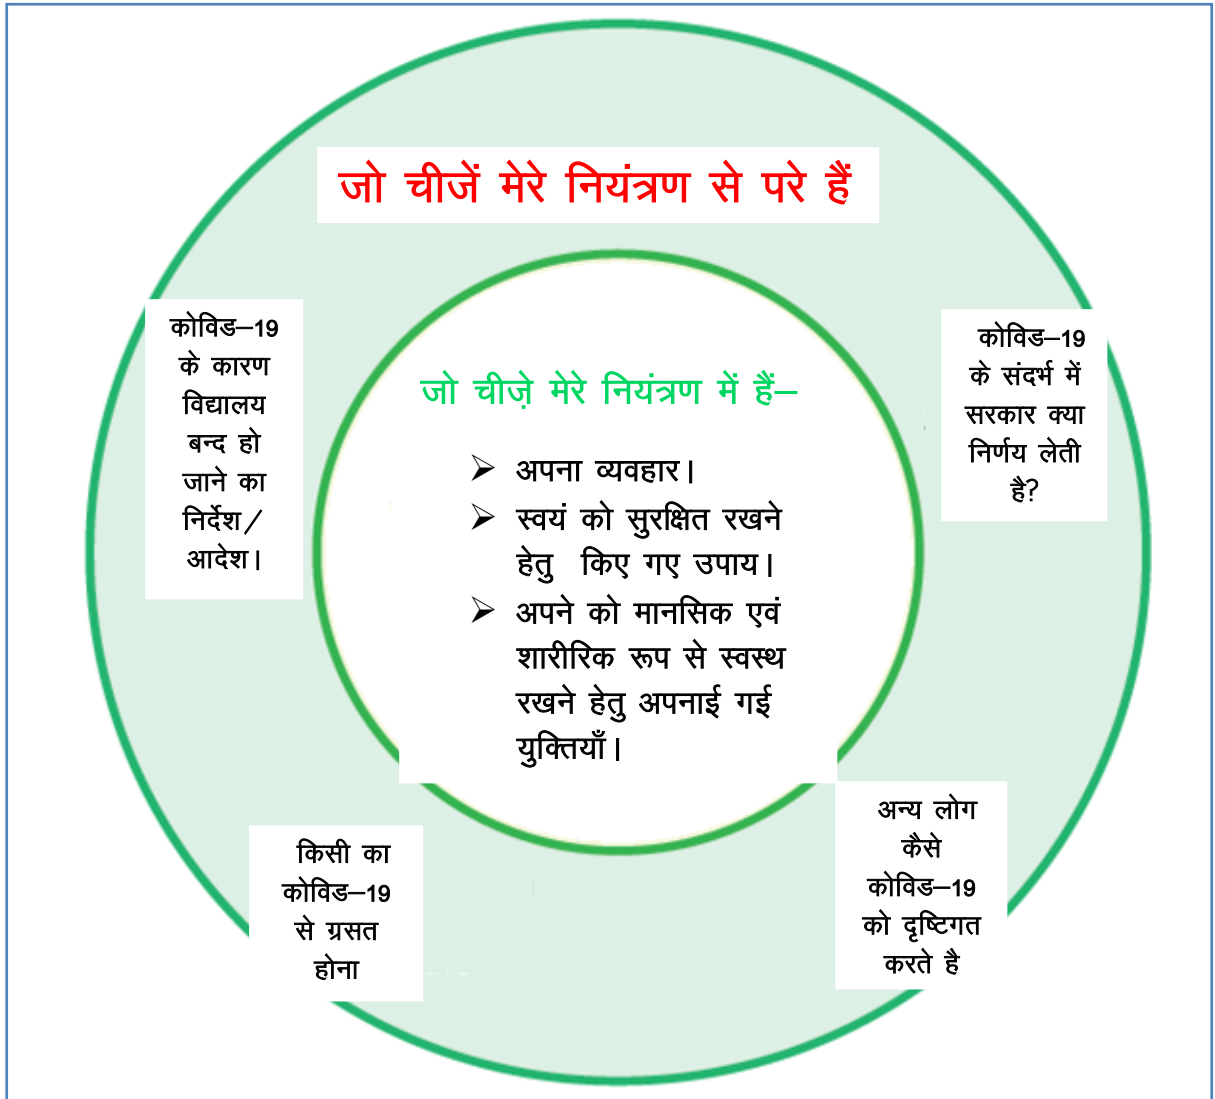 जो चीजें मेरे नियंत्रण से परे हैं
कोविड–19
के कारण
विद्यालय
बन्द हो
जाने का
निर्देश/
आदेश।
कोविड–19
के संदर्भ में
सरकार क्या
निर्णय लेती
है?
जो चीज़े मेरे नियंत्रण में हैं–
➢ अपना व्यवहार।
➢ स्वयं को सुरक्षित रखने
हेतु किए गए उपाय।
➢ अपने को मानसिक एवं
शारीरिक रूप से स्वस्थ
रखने हेतु अपनाई गई
युक्तियाँ।
किसी का
कोविड–19
से ग्रसत
होना
अन्य लोग
कैसे
कोविड–19
को दृष्टिगत
करते है